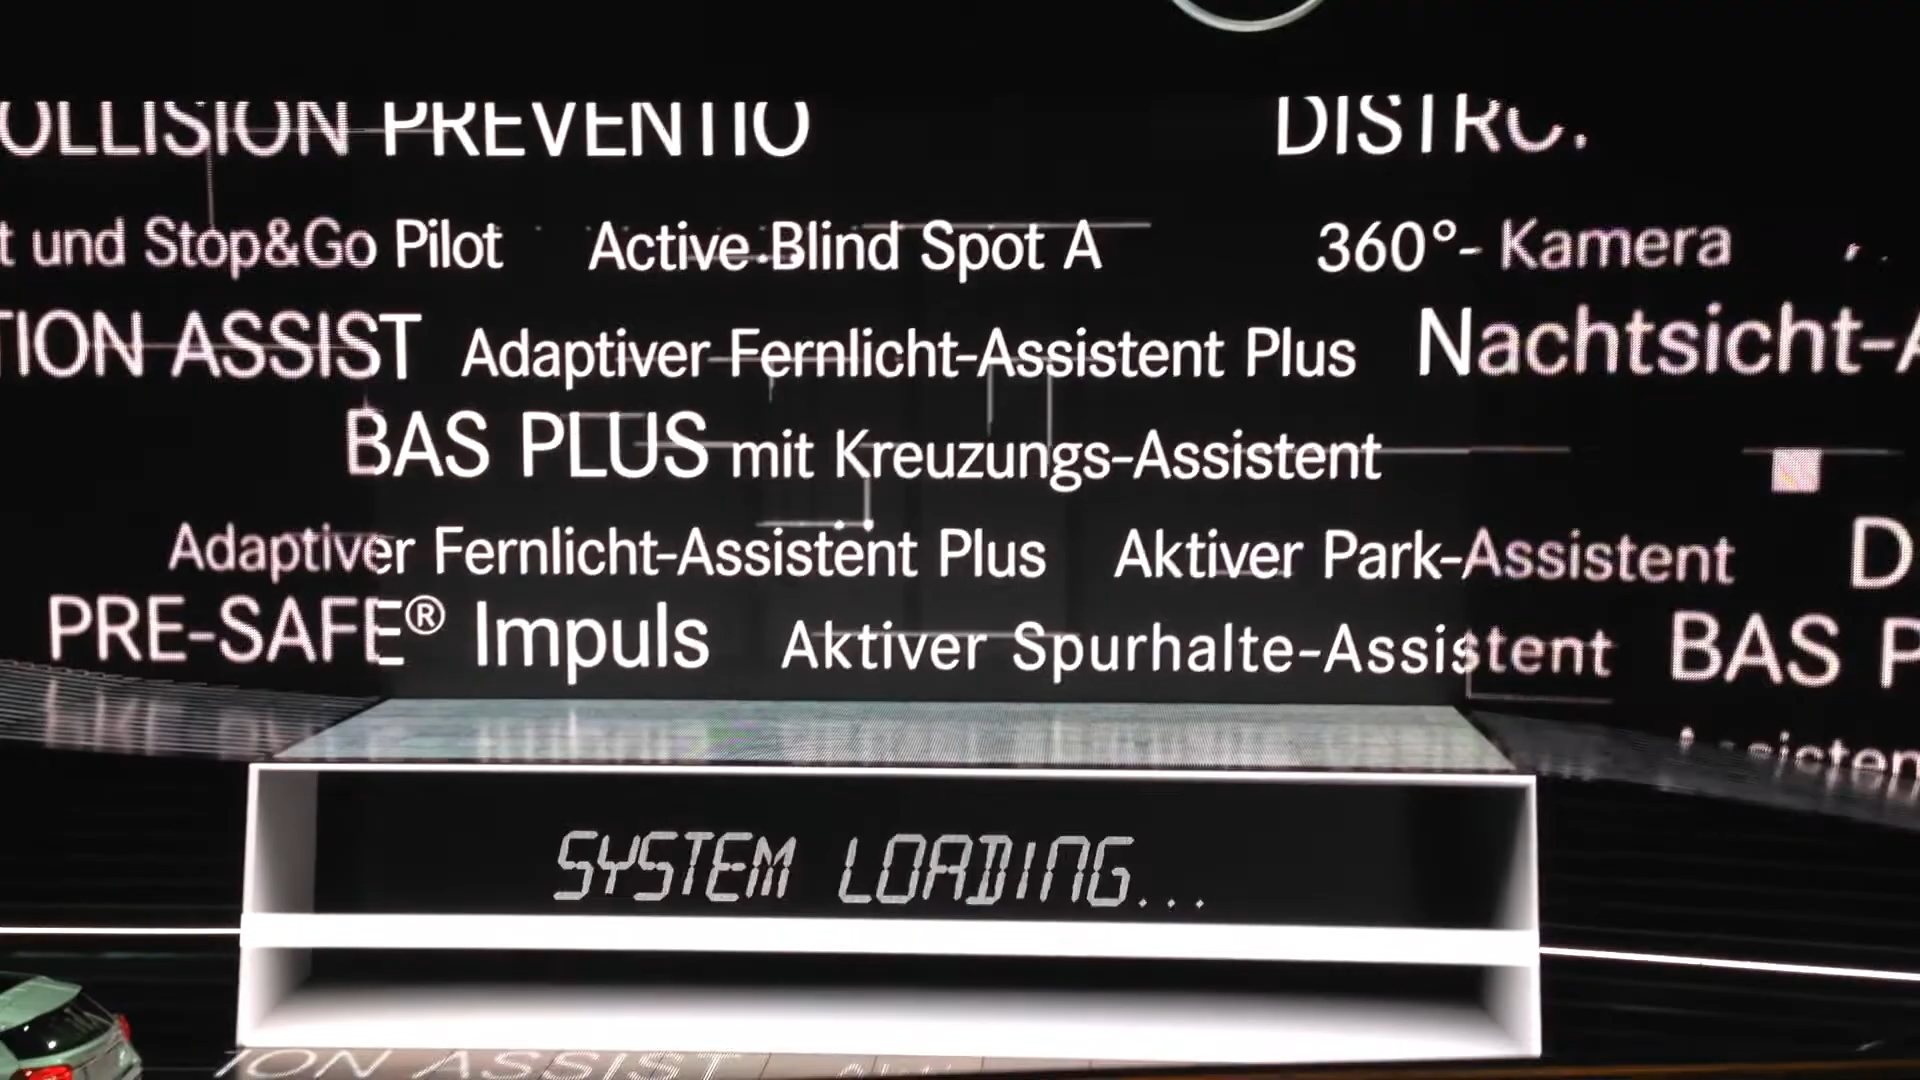 OLLISION PREVENTIO
t und Stop&Go Pilot Active Blind Spot A 360°- Kamera
TION ASSIST Adaptiver Fernlicht-Assistent Plus Nachtsicht-A
BAS PLUS mit Kreuzungs-Assistent
Adaptiver Fernlicht-Assistent Plus Aktiver Park-Assistent D
PRE-SAFE® Impuls Aktiver Spurhalte-Assistent BAS P
SYSTEM LOADING...
ION ASSIST